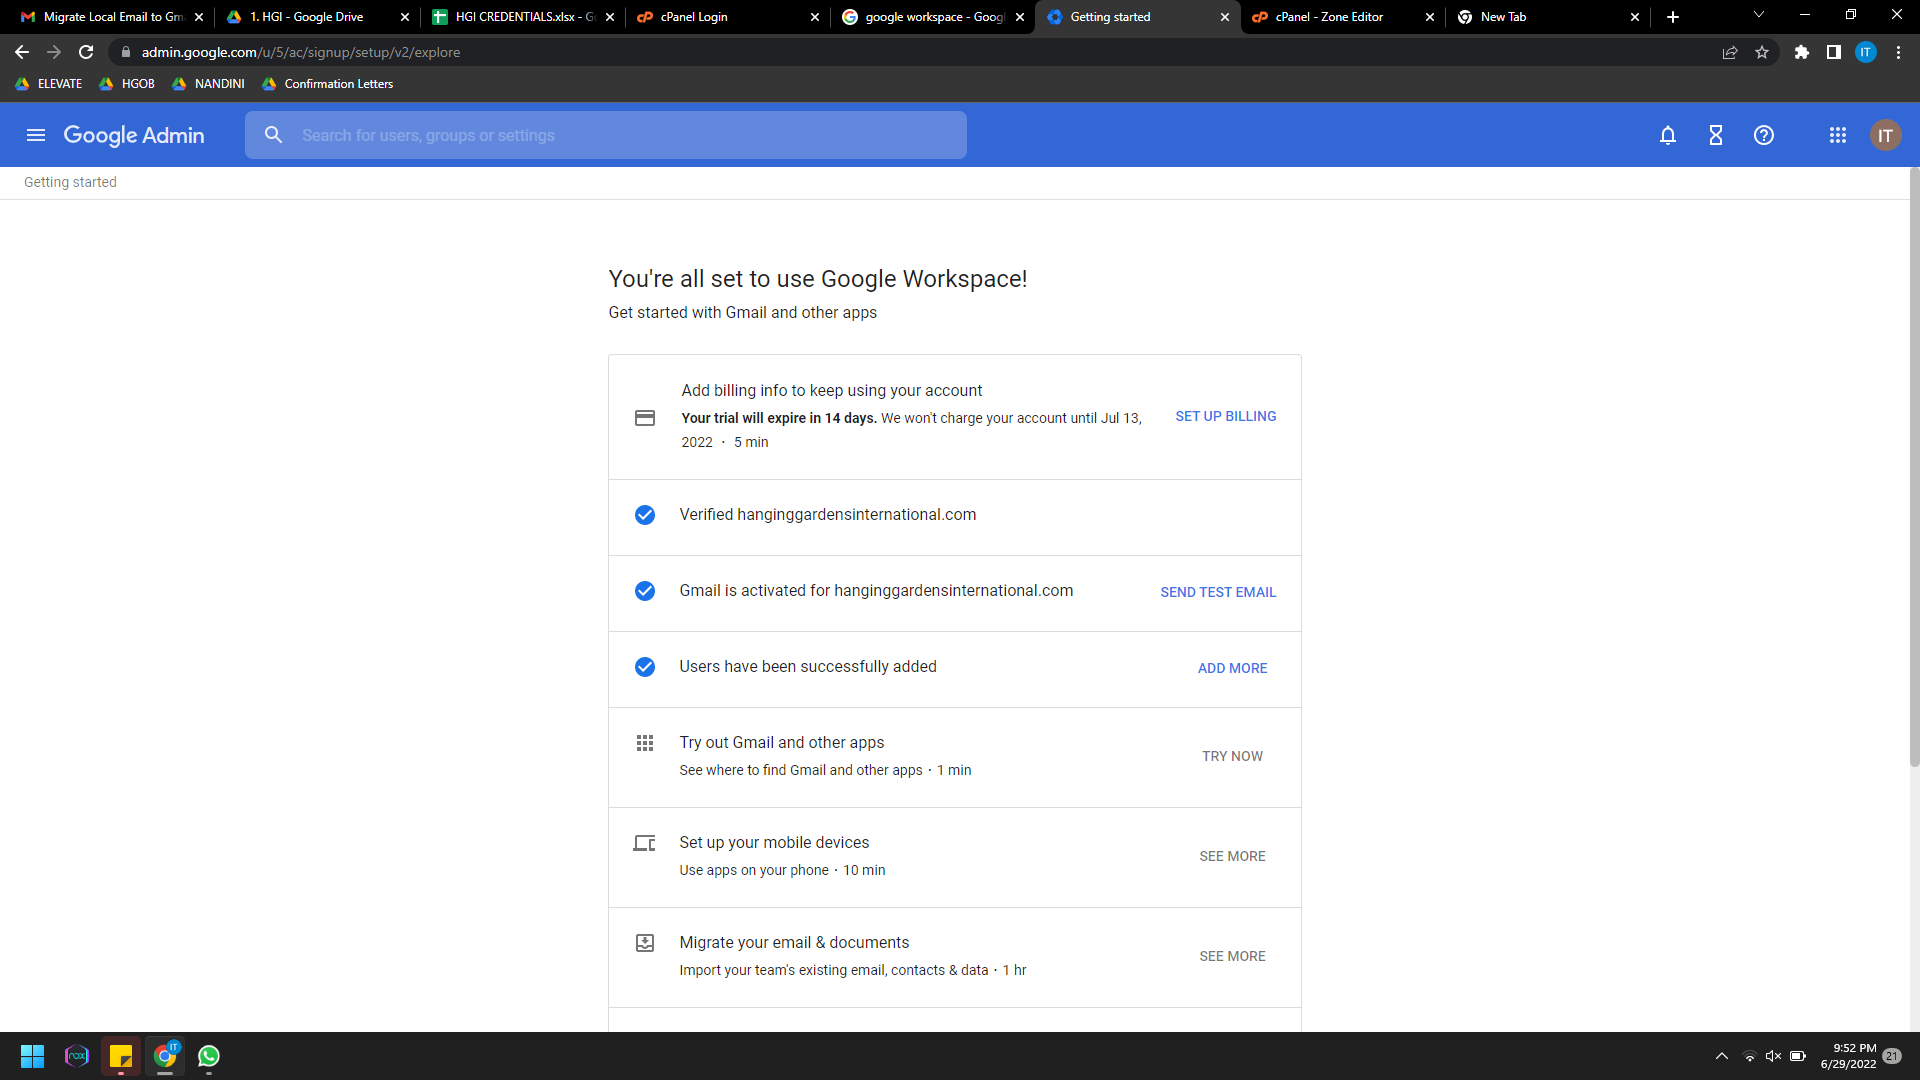 Migrate Local Email to Gm
1. HGI - Google Drive
HGI CREDENTIALS.xlsx - G
cPanel Login
google workspace - Goog
Getting started
cPanel - Zone Editor
New Tab
admin.google.com/u/5/ac/signup/setup/v2/explore
IT
ELEVATE
HGOB
NANDINI
Confirmation Letters
Google Admin
Search for users, groups or settings
IT
Getting started
You're all set to use Google Workspace!
Get started with Gmail and other apps
Add billing info to keep using your account
Your trial will expire in 14 days. We won't charge your account until Jul 13,
2022 · 5 min
SET UP BILLING
Verified hanginggardensinternational.com
Gmail is activated for hanginggardensinternational.com
SEND TEST EMAIL
Users have been successfully added
ADD MORE
Try out Gmail and other apps
See where to find Gmail and other apps · 1 min
TRY NOW
Set up your mobile devices
Use apps on your phone · 10 min
SEE MORE
Migrate your email & documents
Import your team's existing email, contacts & data · 1 hr
SEE MORE
nox
IT
9:52 PM
6/29/2022
21